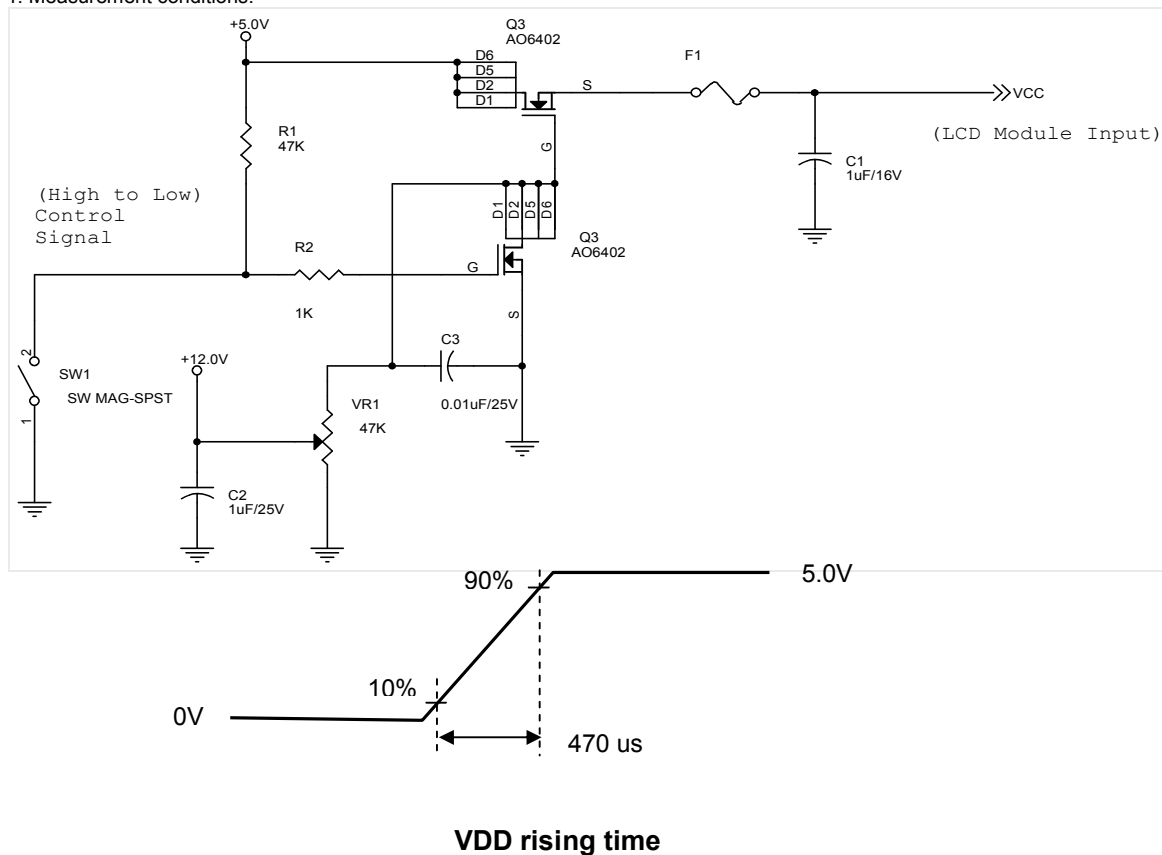 1. Measurement conditions:
+5.0V
Q3
AO6402
D6
D5
D2
D1
S
F1
VCC
(LCD Module Input)
R1
47K
G
C1
1uF/16V
(High to Low)
Control
Signal
D1
D2
D5
D6
Q3
AO6402
R2
G
1K
S
C3
+12.0V
2
SW1
SW MAG-SPST
1
VR1
47K
0.01uF/25V
C2
1uF/25V
90%
5.0V
10%
0V
470 us
VDD rising time